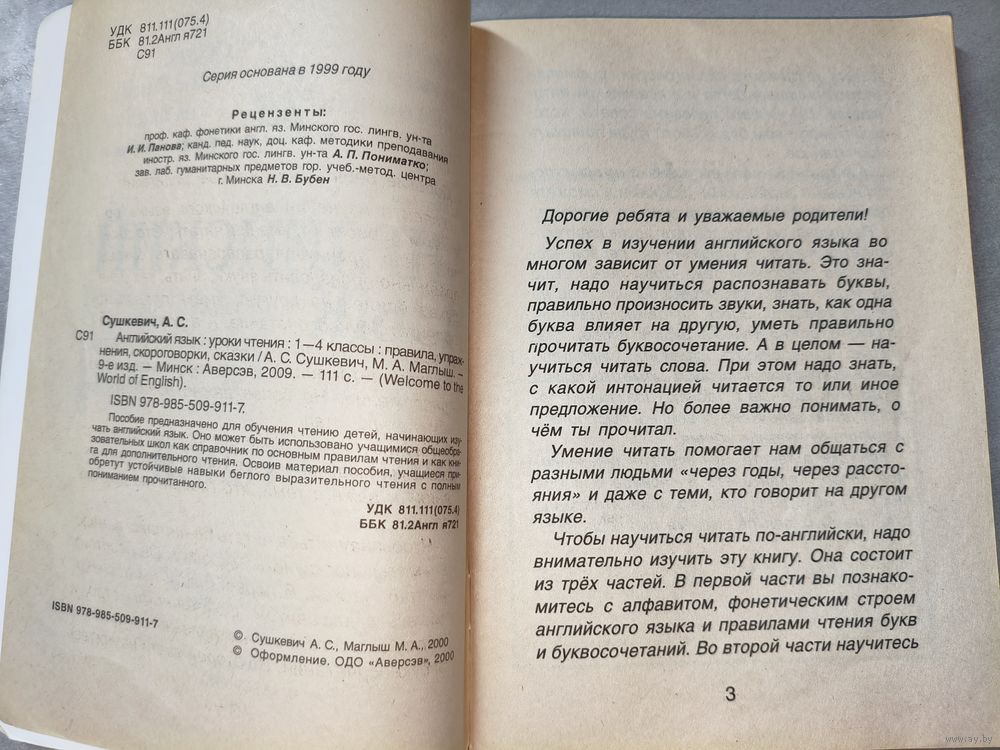 УДК 811.111(075.4)
ББК 81.2Англ я721
С91
Серия основана в 1999 году
Рецензенты:
проф. каф. фонетики англ. яз. Минского гос. лингв. ун-та
И. И. Панова; канд. пед. наук, доц. каф. методики преподавания
иностр. яз. Минского гос. лингв. ун-та А. П. Пониматко;
зав. лаб. гуманитарных предметов гор. учеб.-метод. центра
г. Минска Н. В. Бубен
Сушкевич, А. С.
С91 Английский язык : уроки чтения : 1—4 классы : правила, упраж-
нения, скороговорки, сказки / А. С. Сушкевич, М. А. Маглыш. –
9-е изд. — Минск : Аверсэв, 2009. — 111 с. — (Welcome to the
World of English).
ISBN 978-985-509-911-7.
Пособие предназначено для обучения чтению детей, начинающих изу-
чать английский язык. Оно может быть использовано учащимися общеобра-
зовательных школ как справочник по основным правилам чтения и как кни-
га для дополнительного чтения. Освоив материал пособия, учащиеся при-
обретут устойчивые навыки беглого выразительного чтения с полным
пониманием прочитанного.
УДК 811.111(075.4)
ББК 81.2Англ я721
ISBN 978-985-509-911-7
© Сушкевич А. С., Маглыш М. А., 2000
© Оформление. ОДО «Аверсэв», 2000
Дорогие ребята и уважаемые родители!
Успех в изучении английского языка во
многом зависит от умения читать. Это зна-
чит, надо научиться распознавать буквы,
правильно произносить звуки, знать, как одна
буква влияет на другую, уметь правильно
прочитать буквосочетание. А в целом — на-
учиться читать слова. При этом надо знать,
с какой интонацией читается то или иное
предложение. Но более важно понимать, о
чём ты прочитал.
Умение читать помогает нам общаться с
разными людьми «через годы, через рассто-
яния» и даже с теми, кто говорит на другом
языке.
Чтобы научиться читать по-английски, надо
внимательно изучить эту книгу. Она состоит
из трёх частей. В первой части вы познако-
митесь с алфавитом, фонетическим строем
английского языка и правилами чтения букв
и буквосочетаний. Во второй части научитесь
3
www.ay.by